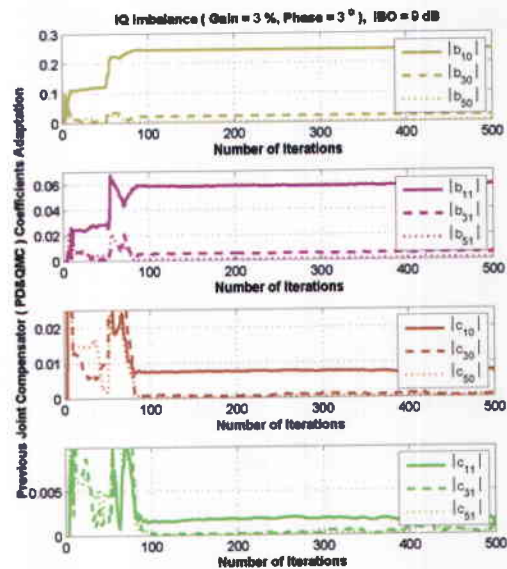 IQ Imbalance ( Gain = 3 %, Phase = 3 o ), IBO = 9 dB
Previous Joint Compensator ( PD&QMC ) Coefficients Adaptation
0.3
0.2
0.1
0
0 100 200 300 400 500
Number of Iterations
|b10|
|b30|
|b50|
0.06
0.04
0.02
0
0 100 200 300 400 500
Number of Iterations
|b11|
|b31|
|b51|
0.02
0.01
0
0 100 200 300 400 500
Number of Iterations
|c10|
|c30|
|c50|
0.005
0
0 100 200 300 400 500
Number of Iterations
|c11|
|c31|
|c51|